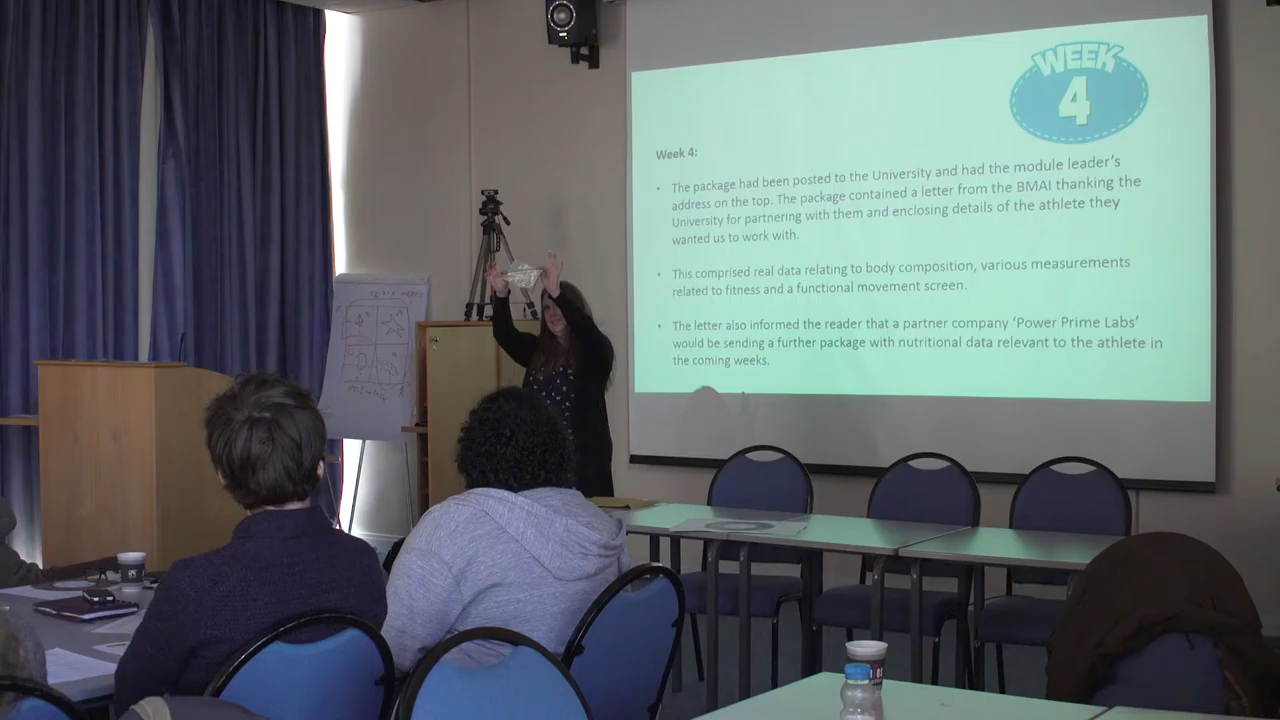 WEEK
4
Week 4:
• The package had been posted to the University and had the module leader's
address on the top. The package contained a letter from the BMAI thanking the
University for partnering with them and enclosing details of the athlete they
wanted us to work with.
• This comprised real data relating to body composition, various measurements
related to fitness and a functional movement screen.
• The letter also informed the reader that a partner company 'Power Prime Labs'
would be sending a further package with nutritional data relevant to the athlete in
the coming weeks.